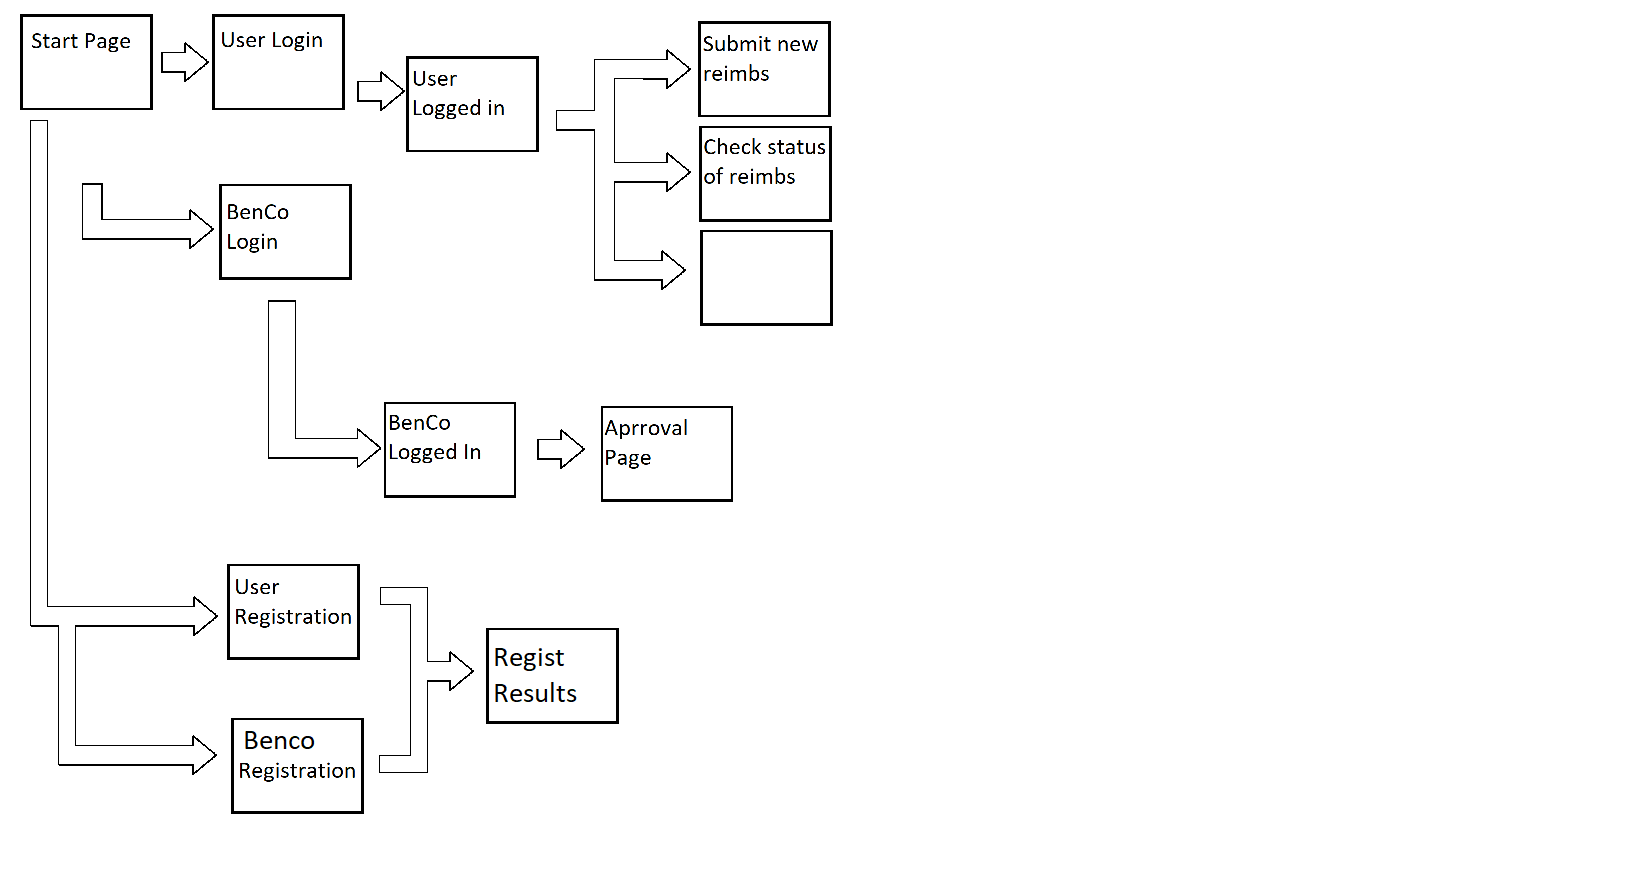 Start Page
User Login
User
Logged in
Submit new
reimbs
Check status
of reimbs
BenCo
Login
BenCo
Logged In
Aprroval
Page
User
Registration
Regist
Results
Benco
Registration